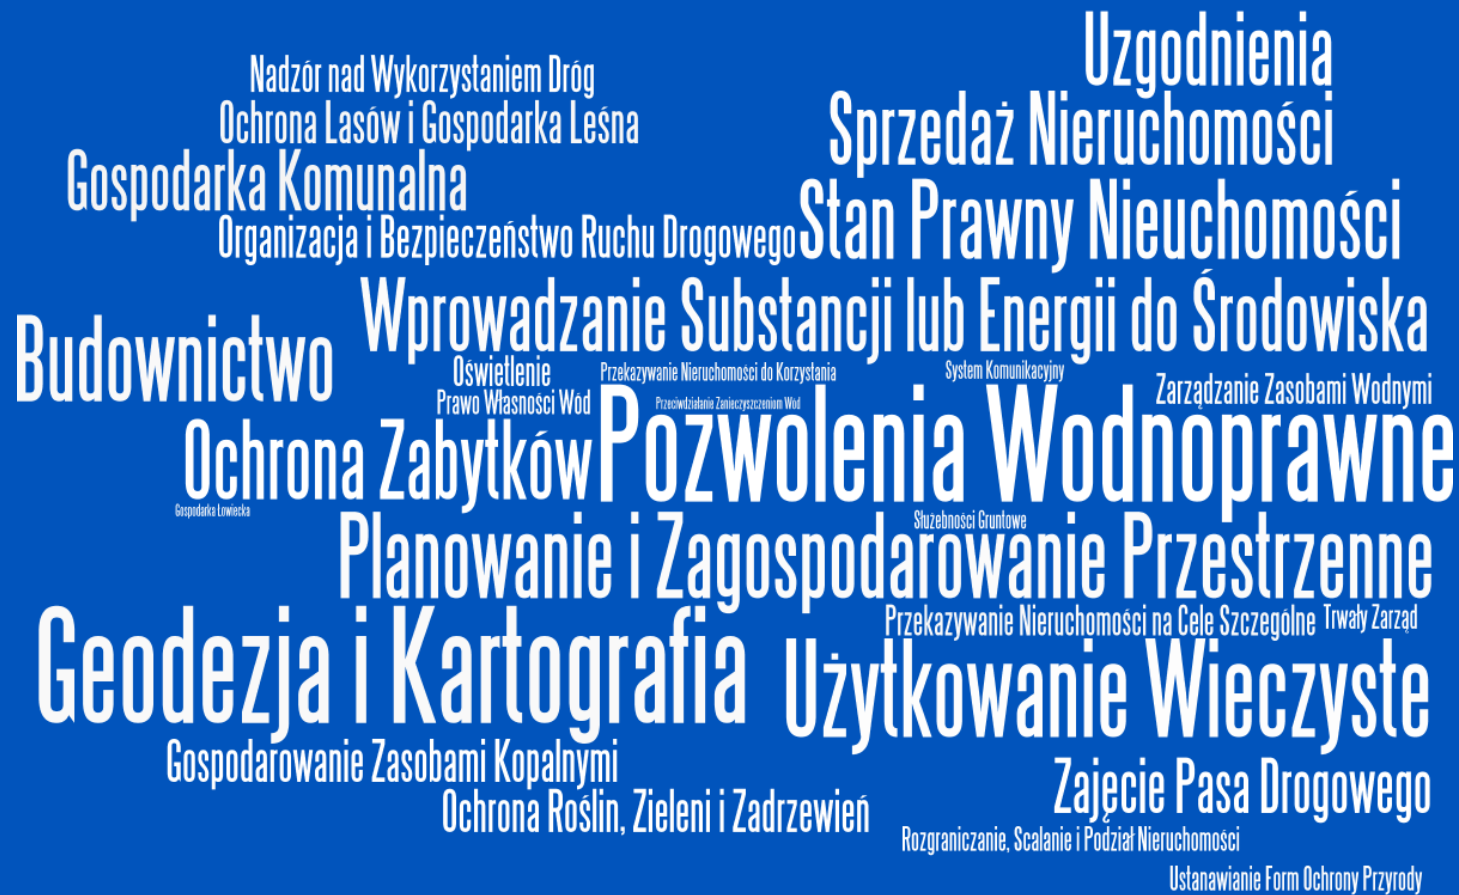 Uzgodnienia
Nadzór nad Wykorzystaniem Dróg
Ochrona Lasów i Gospodarka Leśna
Sprzedaż Nieruchomości
Gospodarka Komunalna
Stan Prawny Nieuchomości
Organizacja i Bezpieczeństwo Ruchu Drogowego
Wprowadzanie Substancji lub Energii do Środowiska
Budownictwo
Oświetlenie
Przekazywanie Nieruchomości do Korzystania
System Komunikacyjny
Zarządzanie Zasobami Wodnymi
Prawo Własności Wód
Przeciwdziałanie Zanieczyszczeniom Wód
Pozwolenia Wodnoprawne
Ochrona Zabytków
Gospodarka Łowiecka
Służebności Gruntowe
Planowanie i Zagospodarowanie Przestrzenne
Przekazywanie Nieruchomości na Cele Szczególne
Trwały Zarząd
Geodezja i Kartografia
Użytkowanie Wieczyste
Gospodarowanie Zasobami Kopalnymi
Zajęcie Pasa Drogowego
Ochrona Roślin, Zieleni i Zadrzewień
Rozgraniczanie, Scalanie i Podział Nieruchomości
Ustanawianie Form Ochrony Przyrody